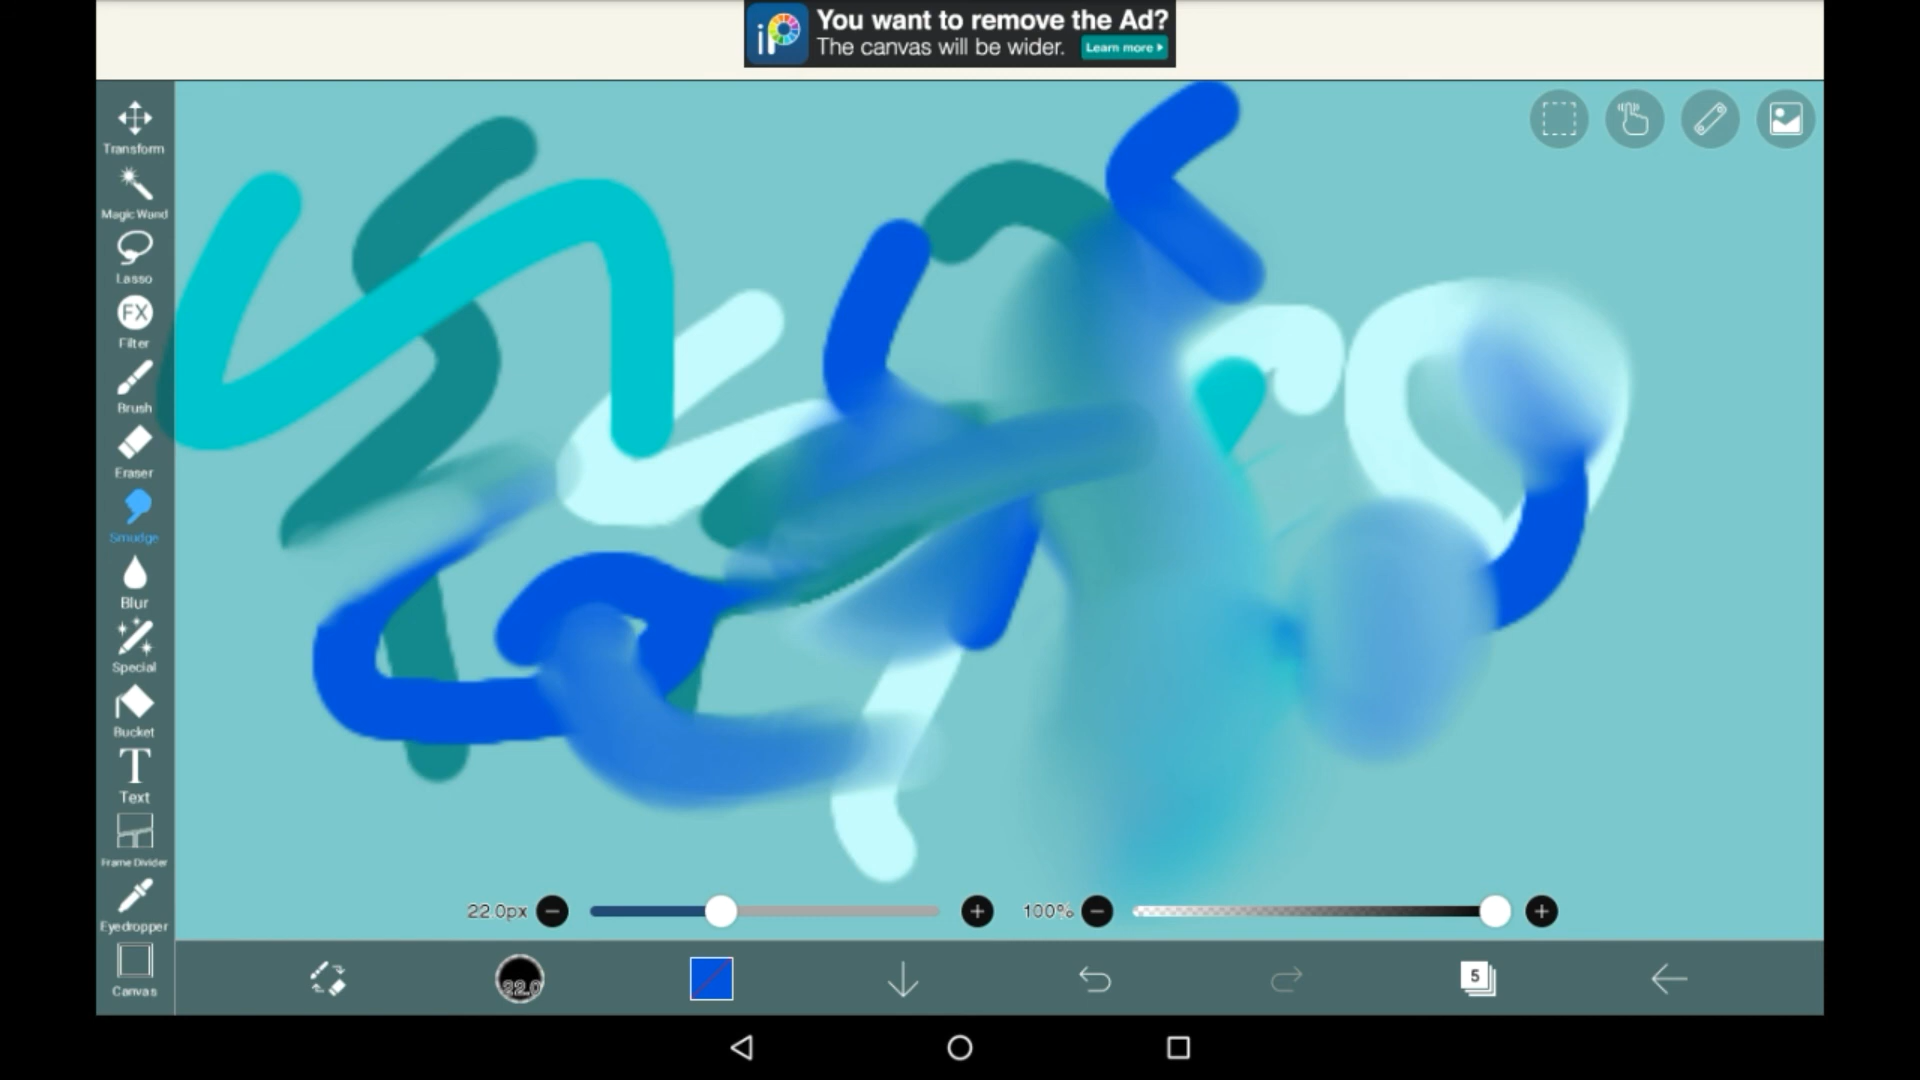 iP
You want to remove the Ad?
The canvas will be wider.
Learn more
Transform
Magic Wand
Lasso
FX
Filter
Brush
Eraser
Smudge
Blur
Special
Bucket
T
Text
Frame Divider
Eyedropper
Canvas
22.0px
100%
22.0
5